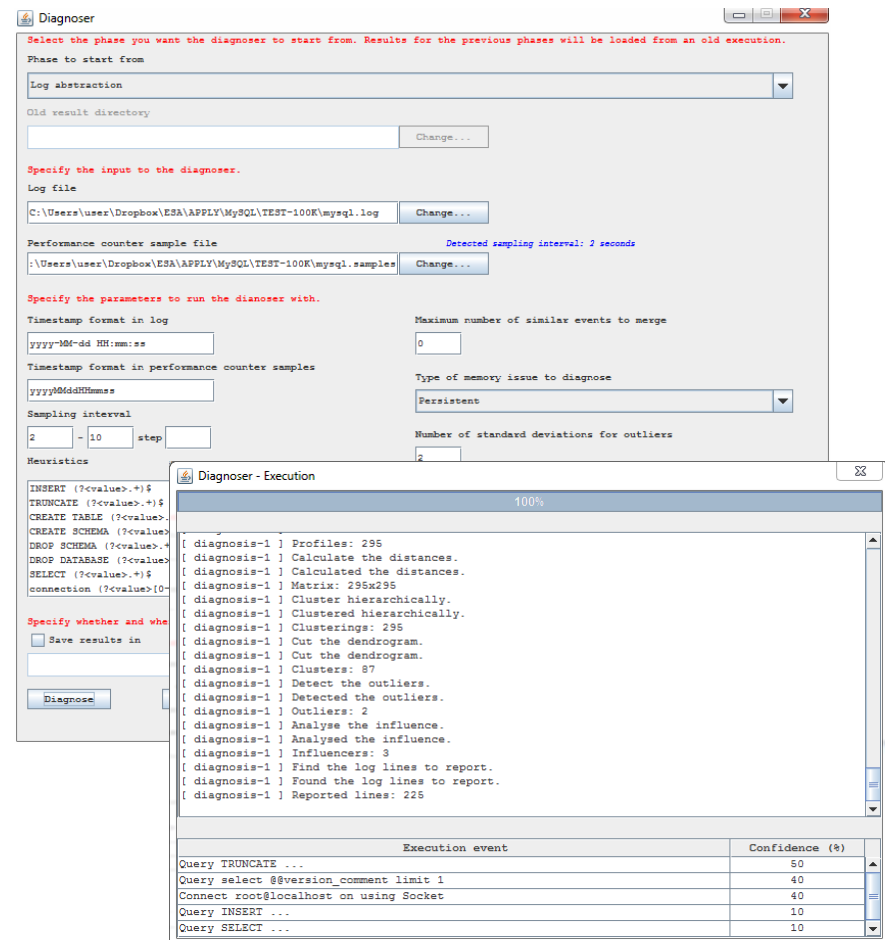 Diagnoser
Select the phase you want the diagnoser to start from. Results for the previous phases will be loaded from an old execution.
Phase to start from
Log abstraction
Old result directory
Change...
Specify the input to the diagnoser.
Log file
C:\Users\user\Dropbox\ESA\APPLY\MySQL\TEST-100K\mysql.log Change...
Performance counter sample file Detected sampling interval: 2 seconds
:\Users\user\Dropbox\ESA\APPLY\MySQL\TEST-100K\mysql.samples Change...
Specify the parameters to run the dianoser with.
Timestamp format in log
yyyy-MM-dd HH:mm:ss
Timestamp format in performance counter samples
yyyyMMddHHmmss
Sampling interval
2 - 10 step
Heuristics
Maximum number of similar events to merge
0
Type of memory issue to diagnose
Persistent
Number of standard deviations for outliers
2
INSERT (?<value>.+)$
TRUNCATE (?<value>.+)$
CREATE TABLE (?<value>.
CREATE SCHEMA (?<value>
DROP SCHEMA (?<value>.+
DROP DATABASE (?<value>
SELECT (?<value>.+)$
connection (?<value>[0-
Specify whether and whe
Save results in
Diagnose
Diagnoser - Execution
100%
[ diagnosis-1 ] Profiles: 295
[ diagnosis-1 ] Calculate the distances.
[ diagnosis-1 ] Calculated the distances.
[ diagnosis-1 ] Matrix: 295x295
[ diagnosis-1 ] Cluster hierarchically.
[ diagnosis-1 ] Clustered hierarchically.
[ diagnosis-1 ] Clusterings: 295
[ diagnosis-1 ] Cut the dendrogram.
[ diagnosis-1 ] Cut the dendrogram.
[ diagnosis-1 ] Clusters: 87
[ diagnosis-1 ] Detect the outliers.
[ diagnosis-1 ] Detected the outliers.
[ diagnosis-1 ] Outliers: 2
[ diagnosis-1 ] Analyse the influence.
[ diagnosis-1 ] Analysed the influence.
[ diagnosis-1 ] Influencers: 3
[ diagnosis-1 ] Find the log lines to report.
[ diagnosis-1 ] Found the log lines to report.
[ diagnosis-1 ] Reported lines: 225
Execution event Confidence (%)
Query TRUNCATE ... 50
Query select @@version_comment limit 1 40
Connect root@localhost on using Socket 40
Query INSERT ... 10
Query SELECT ... 10